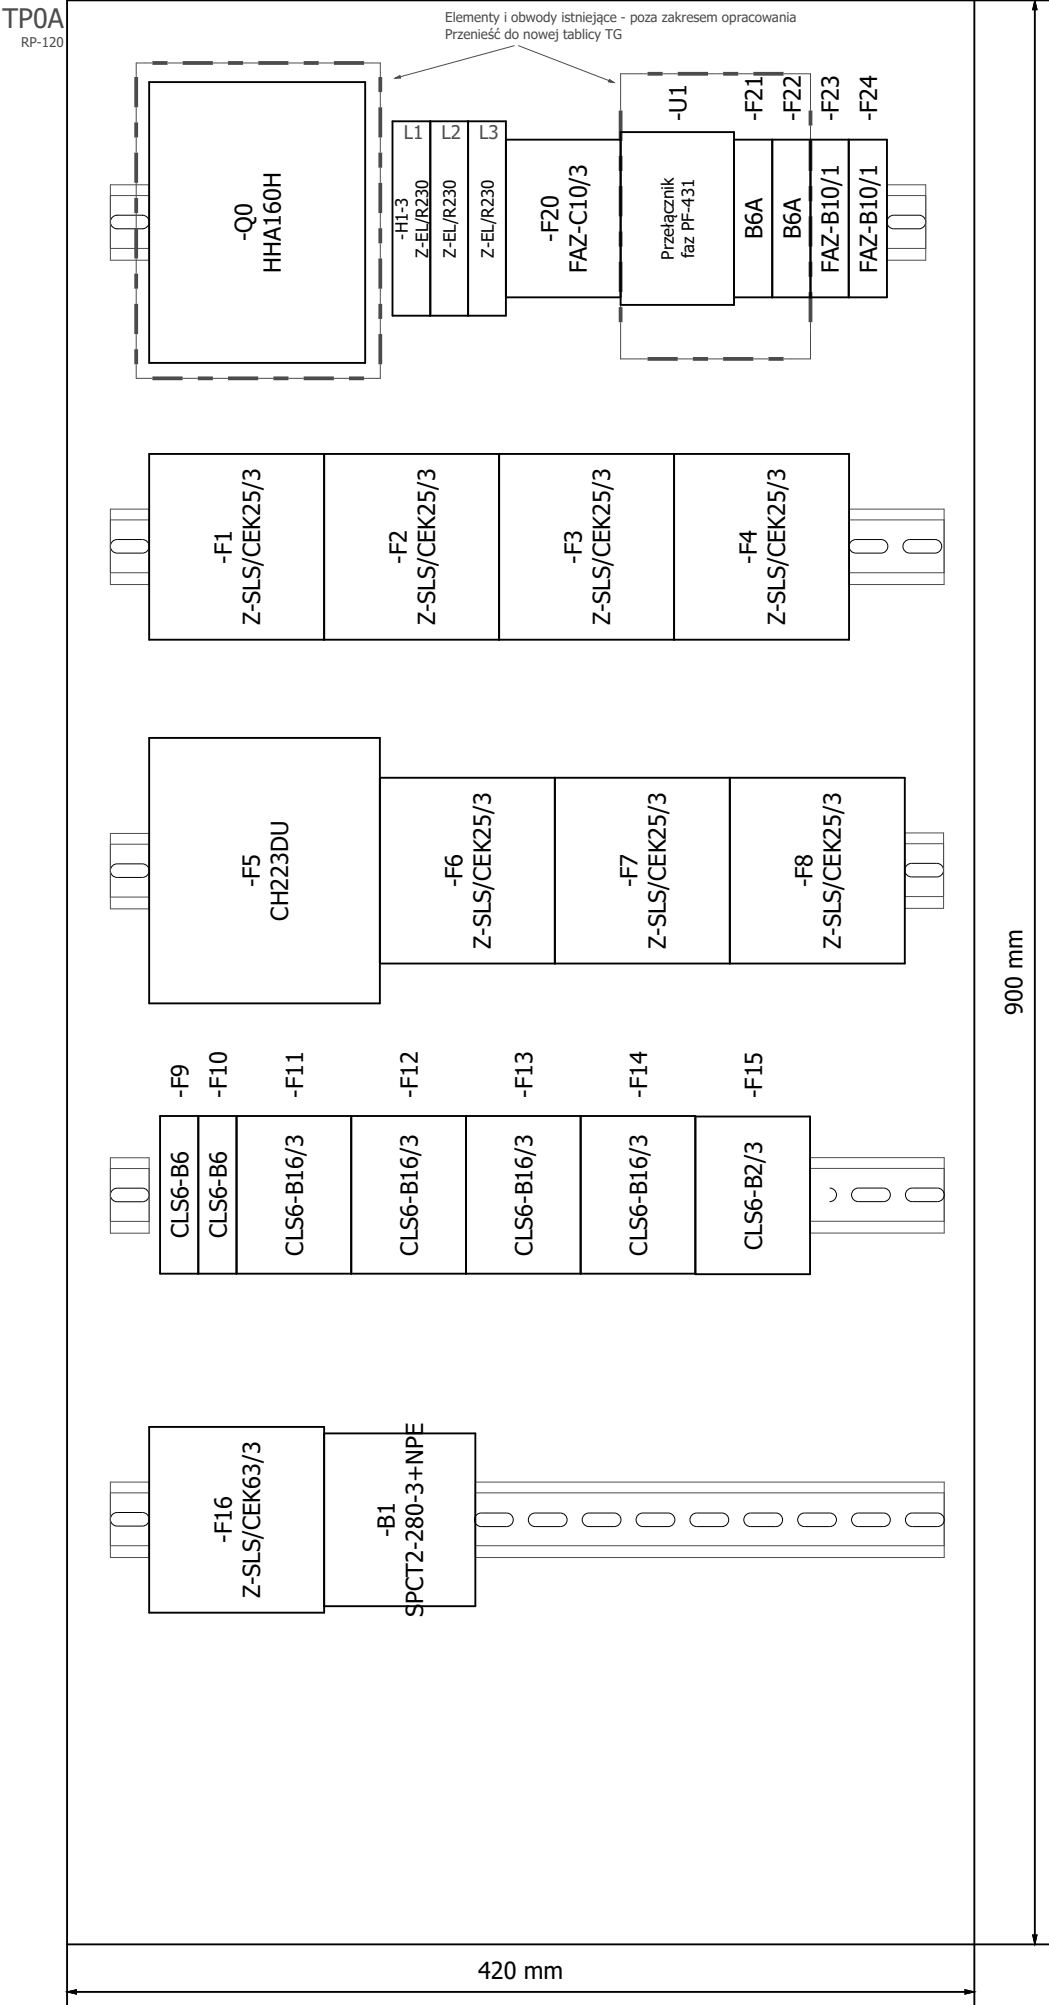 TP0A
RP-120
Elementy i obwody istniejące - poza zakresem opracowania
Przenieść do nowej tablicy TG
-Q0
HHA160H
L1
L2
L3
-H1-3
Z-EL/R230
Z-EL/R230
Z-EL/R230
-F20
FAZ-C10/3
-U1
Przełącznik
faz PF-431
-F21
B6A
-F22
B6A
-F23
FAZ-B10/1
-F24
FAZ-B10/1
-F1
Z-SLS/CEK25/3
-F2
Z-SLS/CEK25/3
-F3
Z-SLS/CEK25/3
-F4
Z-SLS/CEK25/3
-F5
CH223DU
-F6
Z-SLS/CEK25/3
-F7
Z-SLS/CEK25/3
-F8
Z-SLS/CEK25/3
-F9
CLS6-B6
-F10
CLS6-B6
-F11
CLS6-B16/3
-F12
CLS6-B16/3
-F13
CLS6-B16/3
-F14
CLS6-B16/3
-F15
CLS6-B2/3
-F16
Z-SLS/CEK63/3
-B1
SPCT2-280-3+NPE
900 mm
420 mm